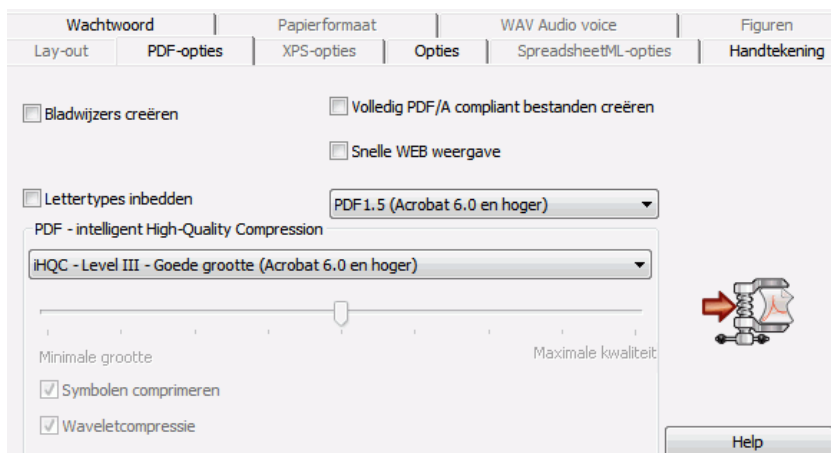 Wachtwoord Papierformaat WAV Audio voice Figuren
Lay-out PDF-opties XPS-opties Opties SpreadsheetML-opties Handtekening
Bladwijzers creëren Volledig PDF/A compliant bestanden creëren
Snelle WEB weergave
Lettertypes inbedden PDF1.5 (Acrobat 6.0 en hoger)
PDF - intelligent High-Quality Compression
iHQC - Level III - Goede grootte (Acrobat 6.0 en hoger)
Minimale grootte Maximale kwaliteit
Symbolen comprimeren
Waveletcompressie
Help